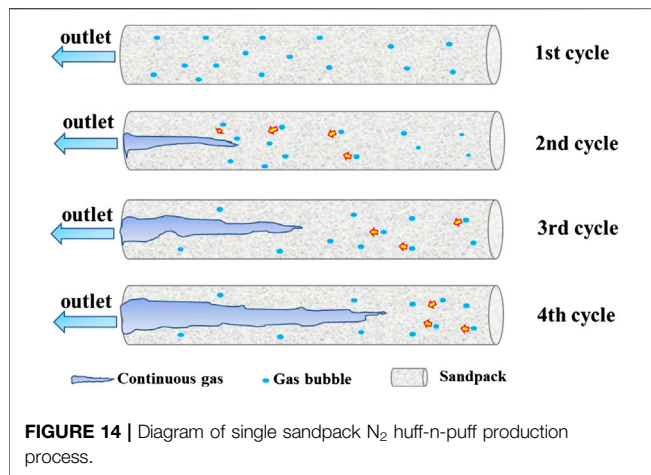 outlet
1st cycle
outlet
2nd cycle
outlet
3rd cycle
outlet
4th cycle
Continuous gas
Gas bubble
Sandpack
FIGURE 14 | Diagram of single sandpack N₂ huff-n-puff production
process.